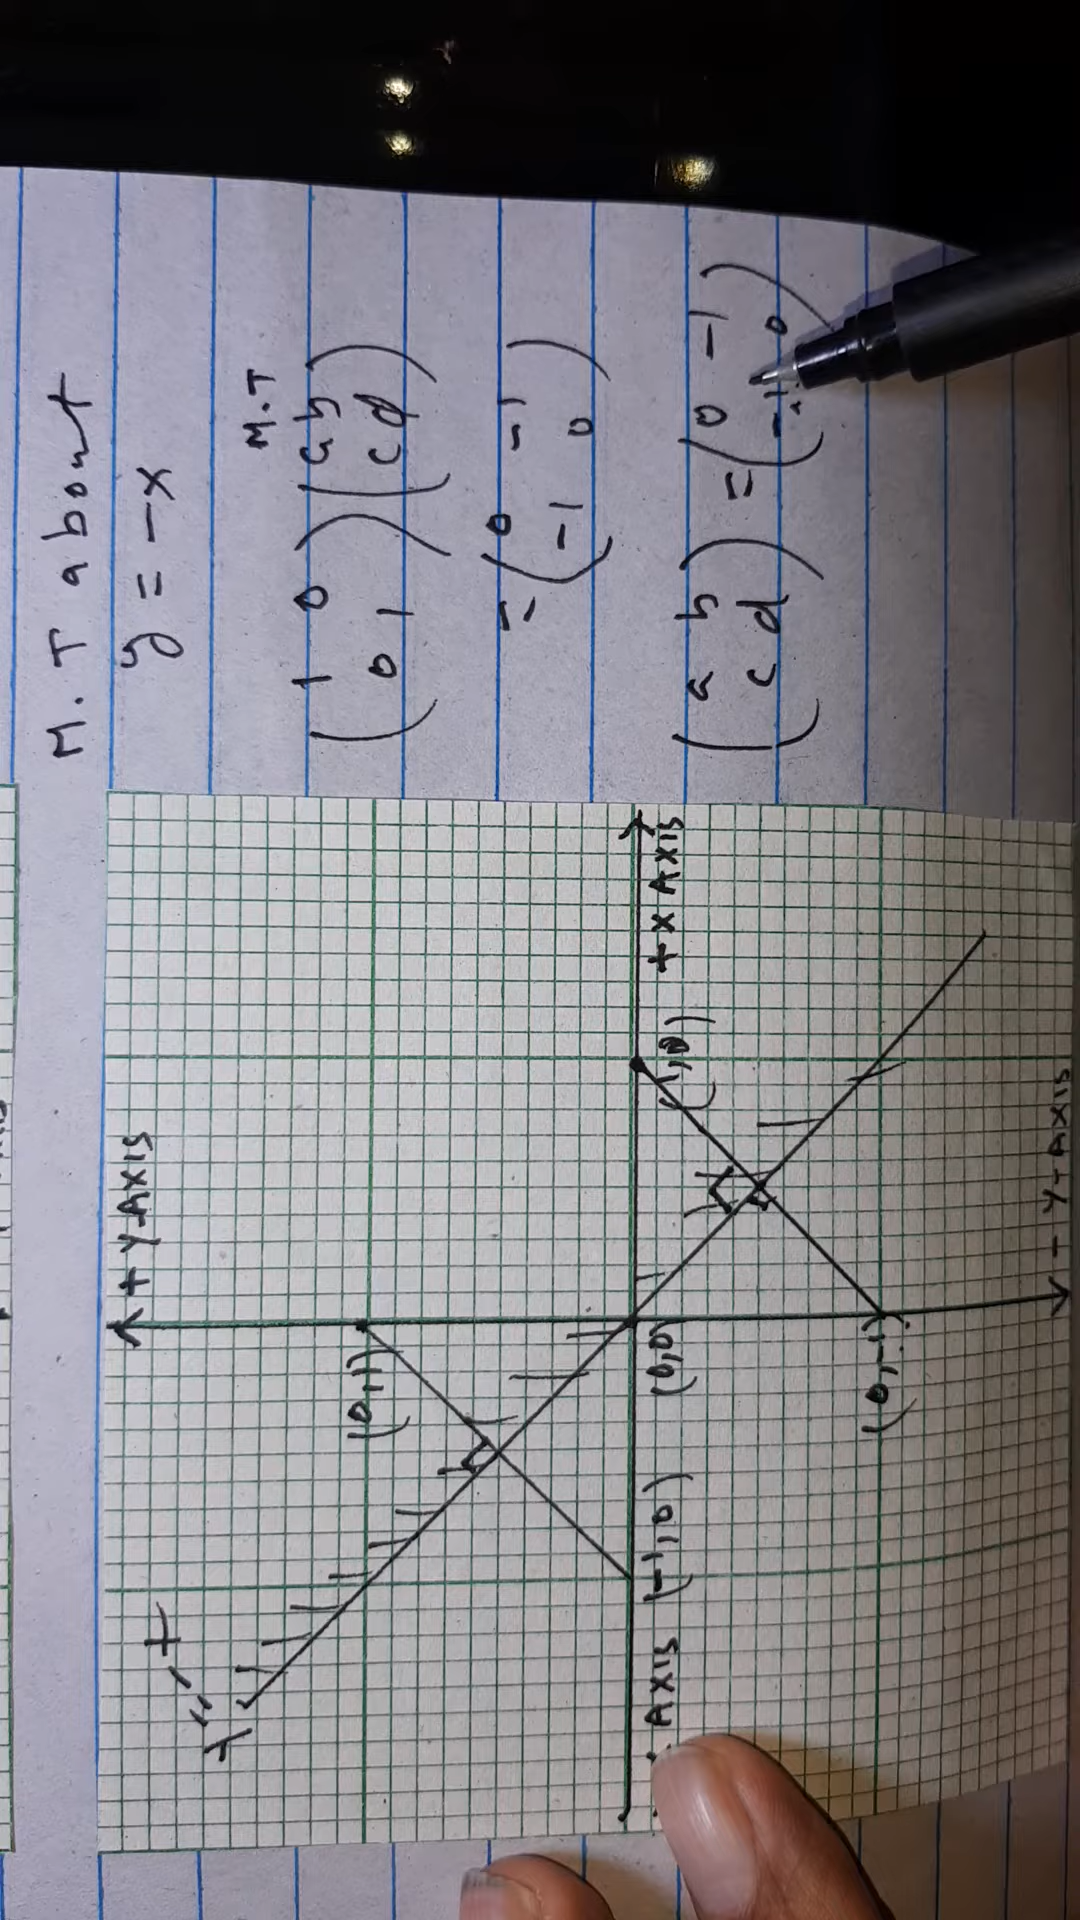 M.T about
y = -x
M.T
(1 0) (a b)
(0 1) (c d)
= (0 -1)
(-1 0)
(a b) = (0 -1)
(c d) (-1 0)
+ Y-AXIS
(0,1)
(1,0)
+ X AXIS
(0,0)
(-1,0)
AXIS
(0,-1)
- Y-AXIS